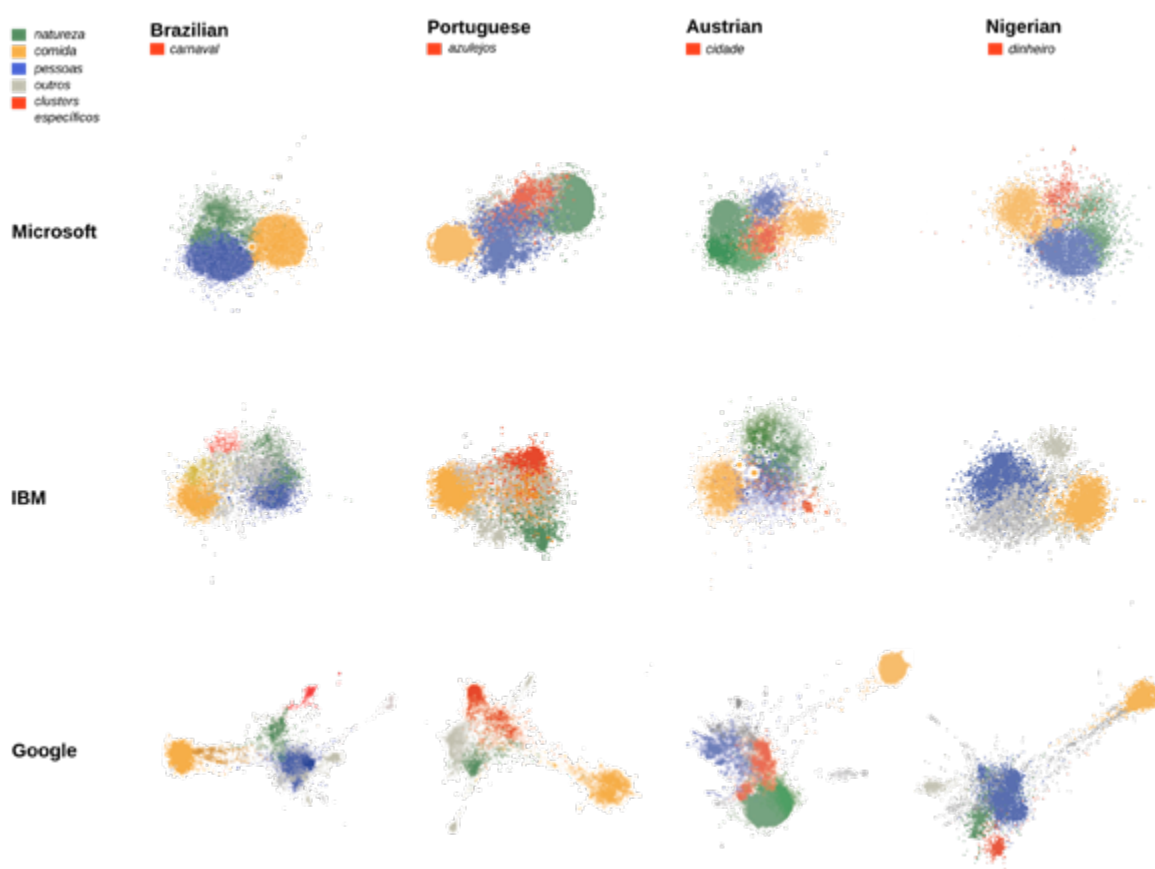 natureza
comida
pessoas
outros
clusters
específicos
Brazilian
carnaval
Portuguese
azulejos
Austrian
cidade
Nigerian
dinheiro
Microsoft
IBM
Google